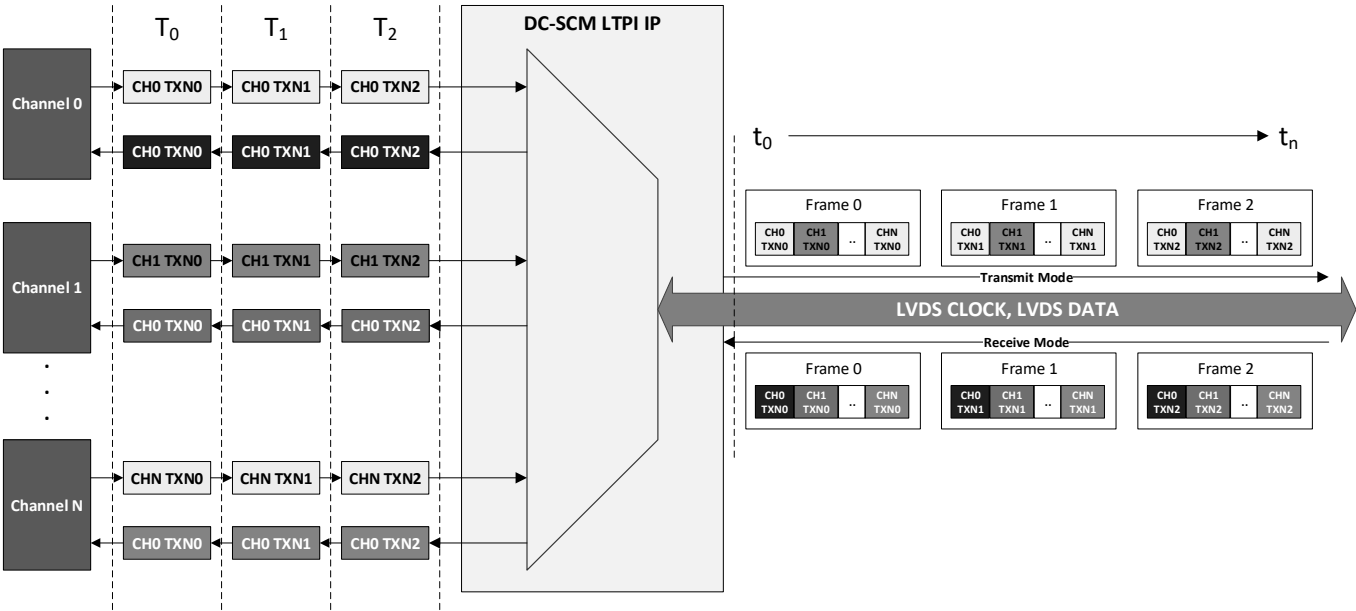 T0 T1 T2
DC-SCM LTPI IP
Channel 0
CH0 TXN0 CH0 TXN1 CH0 TXN2
CH0 TXN0 CH0 TXN1 CH0 TXN2
Channel 1
CH1 TXN0 CH1 TXN1 CH1 TXN2
CH0 TXN0 CH0 TXN1 CH0 TXN2
.
.
.
Channel N
CHN TXN0 CHN TXN1 CHN TXN2
CH0 TXN0 CH0 TXN1 CH0 TXN2
t0 tn
Frame 0
CH0 CH1 .. CHN
TXN0 TXN0 TXN0
Frame 1
CH0 CH1 .. CHN
TXN1 TXN1 TXN1
Frame 2
CH0 CH1 .. CHN
TXN2 TXN2 TXN2
Transmit Mode
LVDS CLOCK, LVDS DATA
Receive Mode
Frame 0
CH0 CH1 .. CHN
TXN0 TXN0 TXN0
Frame 1
CH0 CH1 .. CHN
TXN1 TXN1 TXN1
Frame 2
CH0 CH1 .. CHN
TXN2 TXN2 TXN2